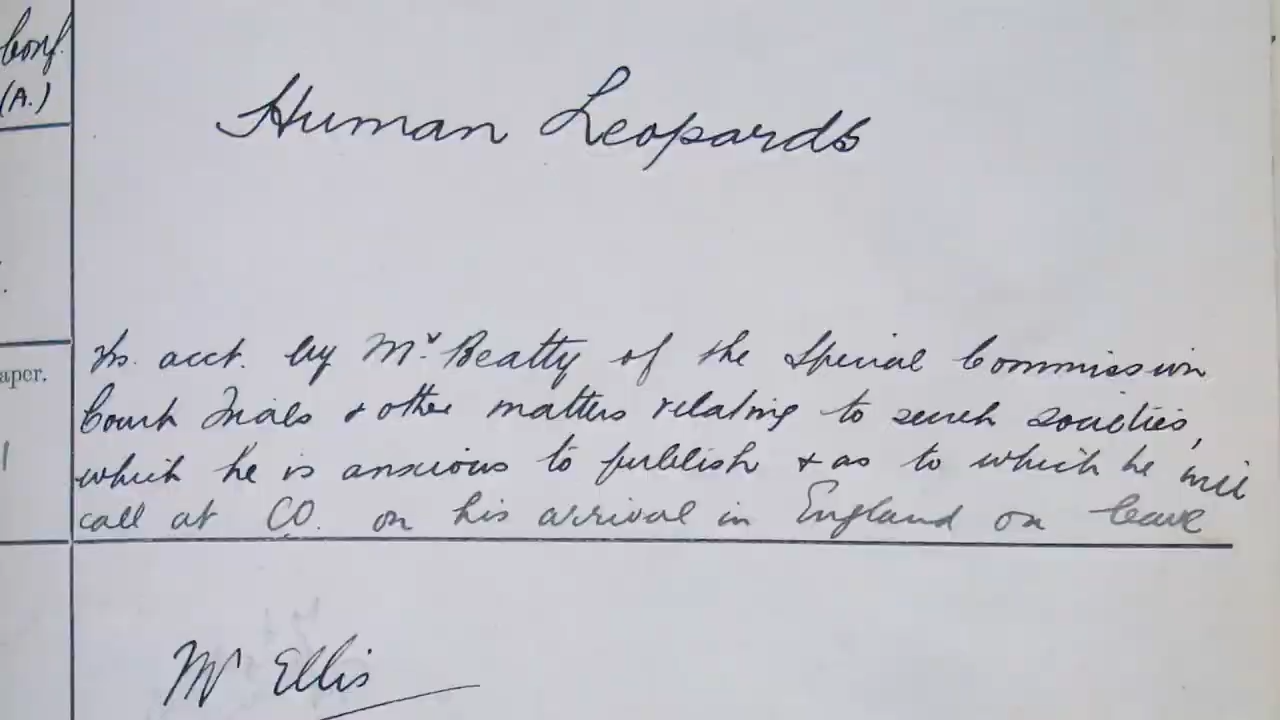 Conf.
(A.)
Human Leopards
Trs. acct. by Mr. Beatty of the Special Commission
Court Trials & other matters relating to such societies,
aper.
which he is anxious to publish & as to which he will
call at CO. on his arrival in England on leave
Mr Ellis